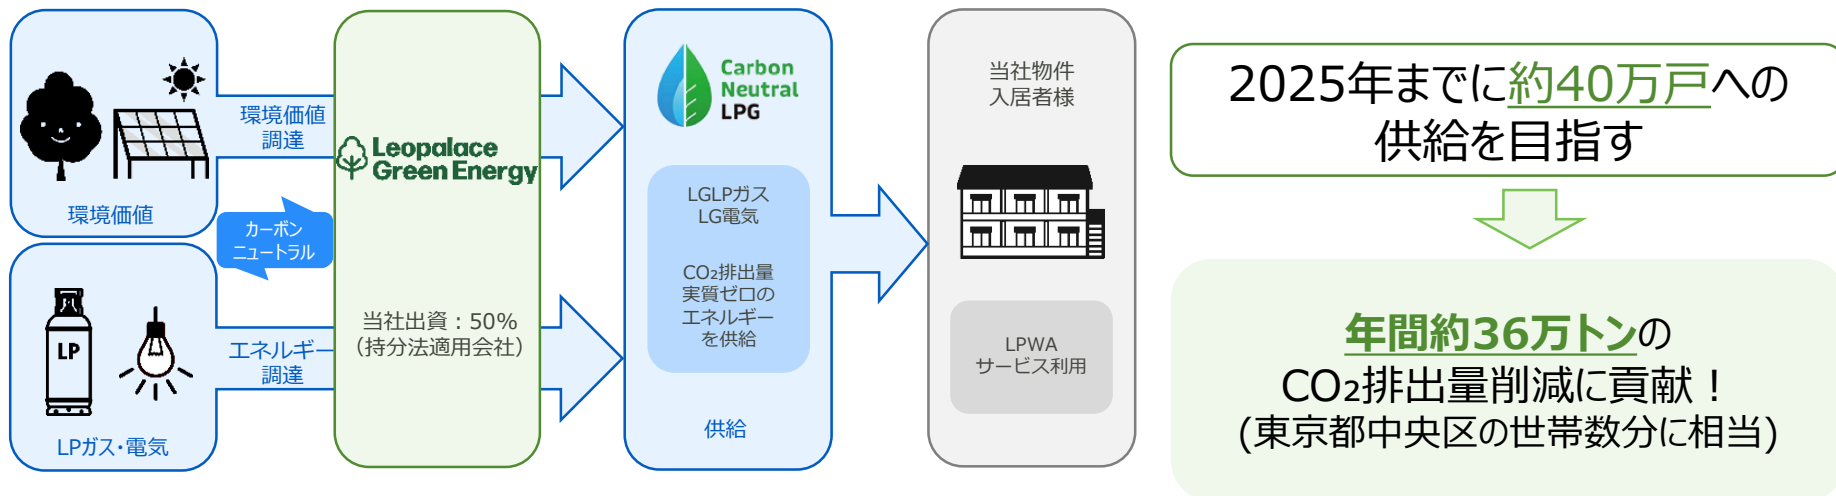 環境価値
調達
環境価値
カーボン
ニュートラル
LP
エネルギー
調達
LPガス・電気
Leopalace
Green Energy
当社出資：50%
（持分法適用会社）
Carbon
Neutral
LPG
LGLPガス
LG電気
CO₂排出量
実質ゼロの
エネルギー
を供給
供給
当社物件
入居者様
LPWA
サービス利用
2025年までに約40万戸への
供給を目指す
年間約36万トンの
CO₂排出量削減に貢献！
(東京都中央区の世帯数分に相当)